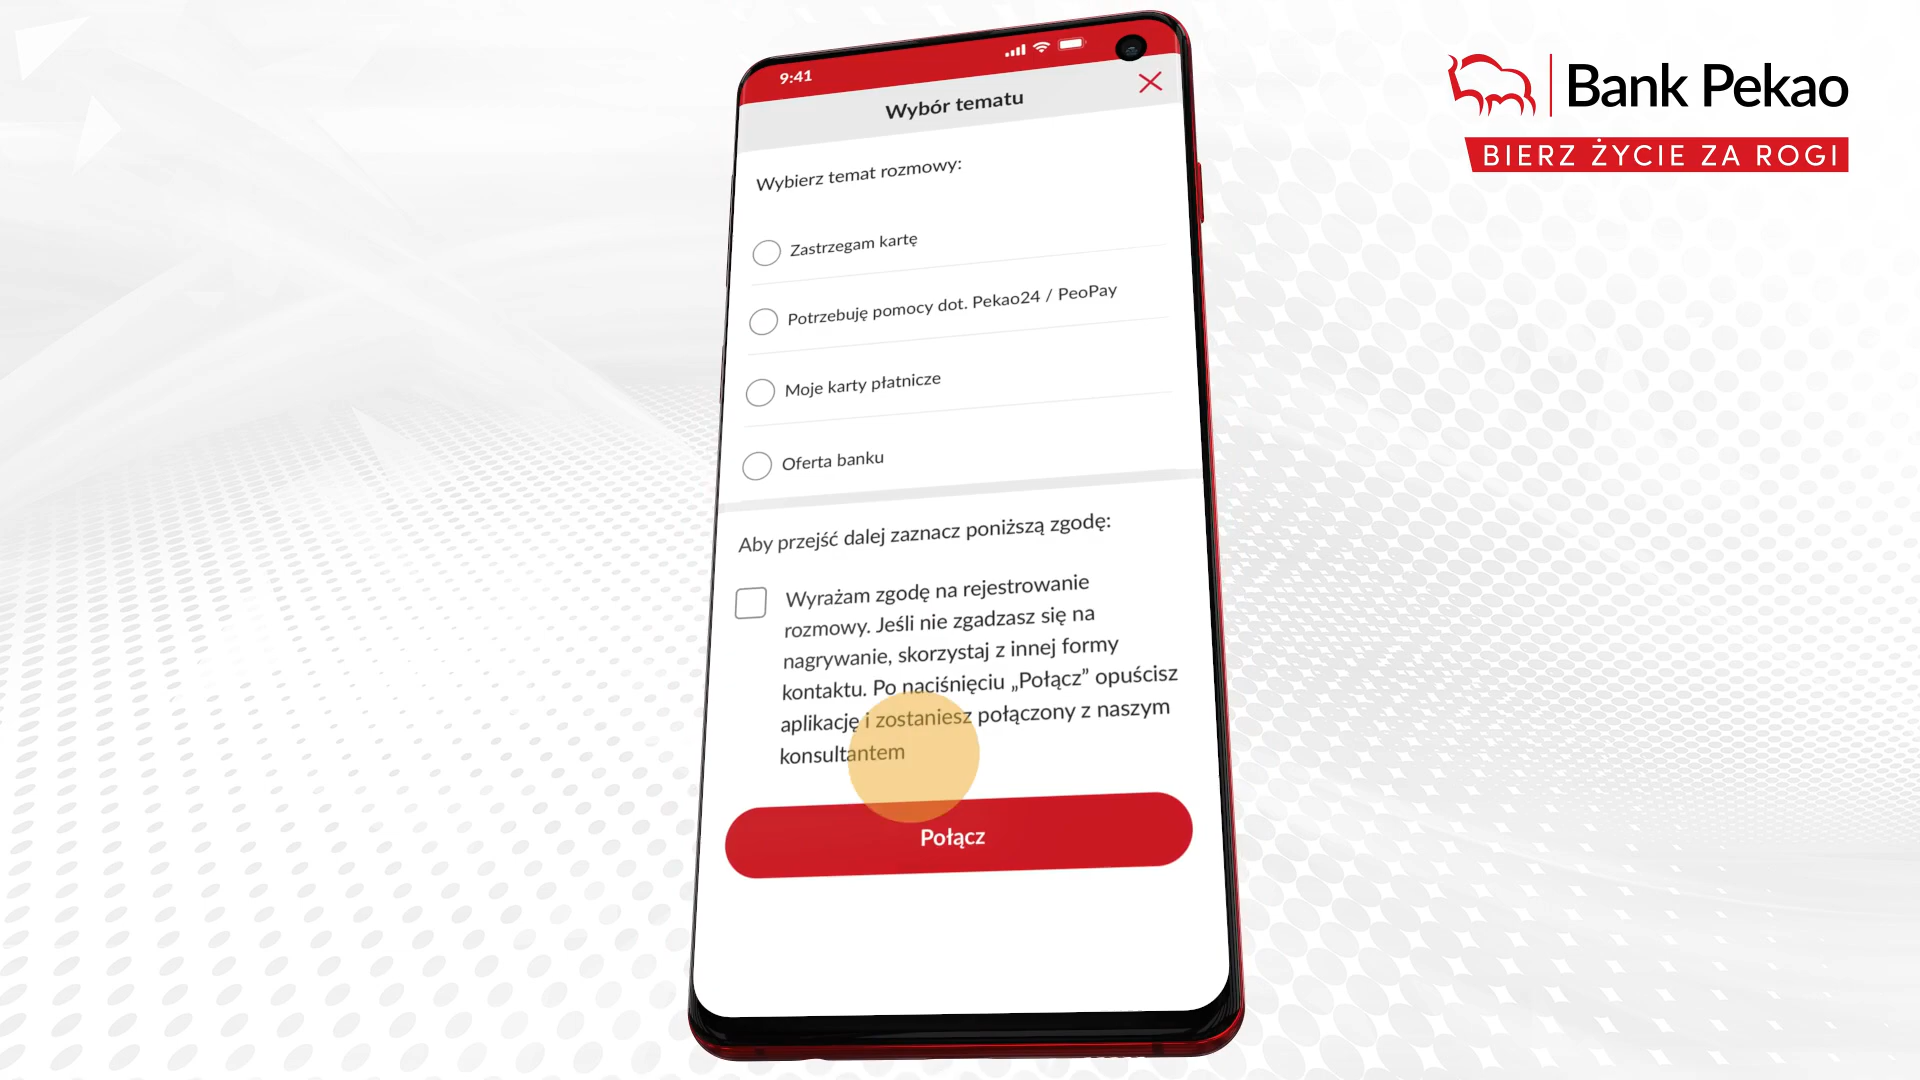 9:41
Wybór tematu
Wybierz temat rozmowy:
Zastrzegam kartę
Potrzebuję pomocy dot. Pekao24 / PeoPay
Moje karty płatnicze
Oferta banku
Aby przejść dalej zaznacz poniższą zgodę:
Wyrażam zgodę na rejestrowanie
rozmowy. Jeśli nie zgadzasz się na
nagrywanie, skorzystaj z innej formy
kontaktu. Po naciśnięciu „Połącz” opuścisz
aplikację i zostaniesz połączony z naszym
konsultantem
Połącz
Bank Pekao
BIERZ ŻYCIE ZA ROGI